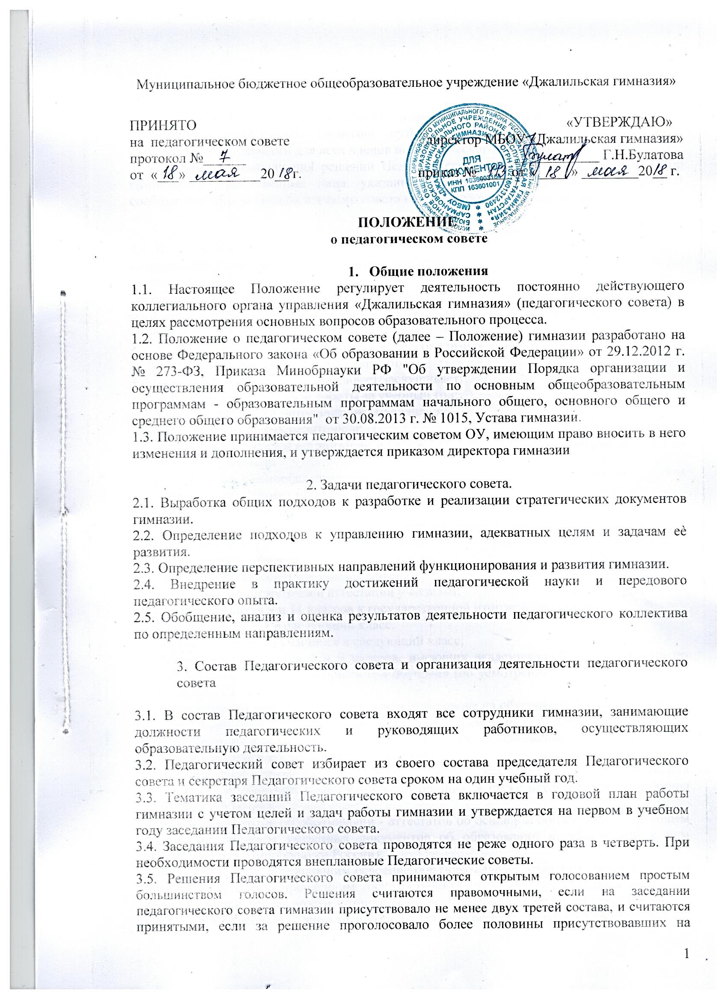 Муниципальное бюджетное общеобразовательное учреждение «Джалильская гимназия»
ПРИНЯТО «УТВЕРЖДАЮ»
на педагогическом совете директор МБОУ «Джалильская гимназия»
протокол № 7 Г.Н.Булатова
от «18» мая 2018г. приказ № 113 от «18» мая 2018 г.
ДЛЯ
ДОКУМЕНТОВ
ИНН 1636003164
КПП 163601001
ПОЛОЖЕНИЕ
о педагогическом совете
1. Общие положения
1.1. Настоящее Положение регулирует деятельность постоянно действующего
коллегиального органа управления «Джалильская гимназия» (педагогического совета) в
целях рассмотрения основных вопросов образовательного процесса.
1.2. Положение о педагогическом совете (далее – Положение) гимназии разработано на
основе Федерального закона «Об образовании в Российской Федерации» от 29.12.2012 г.
№ 273-ФЗ, Приказа Минобрнауки РФ "Об утверждении Порядка организации и
осуществления образовательной деятельности по основным общеобразовательным
программам - образовательным программам начального общего, основного общего и
среднего общего образования" от 30.08.2013 г. № 1015, Устава гимназии.
1.3. Положение принимается педагогическим советом ОУ, имеющим право вносить в него
изменения и дополнения, и утверждается приказом директора гимназии
2. Задачи педагогического совета.
2.1. Выработка общих подходов к разработке и реализации стратегических документов
гимназии.
2.2. Определение подходов к управлению гимназии, адекватных целям и задачам еѐ
развития.
2.3. Определение перспективных направлений функционирования и развития гимназии.
2.4. Внедрение в практику достижений педагогической науки и передового
педагогического опыта.
2.5. Обобщение, анализ и оценка результатов деятельности педагогического коллектива
по определенным направлениям.
3. Состав Педагогического совета и организация деятельности педагогического
совета
3.1. В состав Педагогического совета входят все сотрудники гимназии, занимающие
должности педагогических и руководящих работников, осуществляющих
образовательную деятельность.
3.2. Педагогический совет избирает из своего состава председателя Педагогического
совета и секретаря Педагогического совета сроком на один учебный год.
3.3. Тематика заседаний Педагогического совета включается в годовой план работы
гимназии с учетом целей и задач работы гимназии и утверждается на первом в учебном
году заседании Педагогического совета.
3.4. Заседания Педагогического совета проводятся не реже одного раза в четверть. При
необходимости проводятся внеплановые Педагогические советы.
3.5. Решения Педагогического совета принимаются открытым голосованием простым
большинством голосов. Решения считаются правомочными, если на заседании
педагогического совета гимназии присутствовало не менее двух третей состава, и считаются
принятыми, если за решение проголосовало более половины присутствовавших на
1